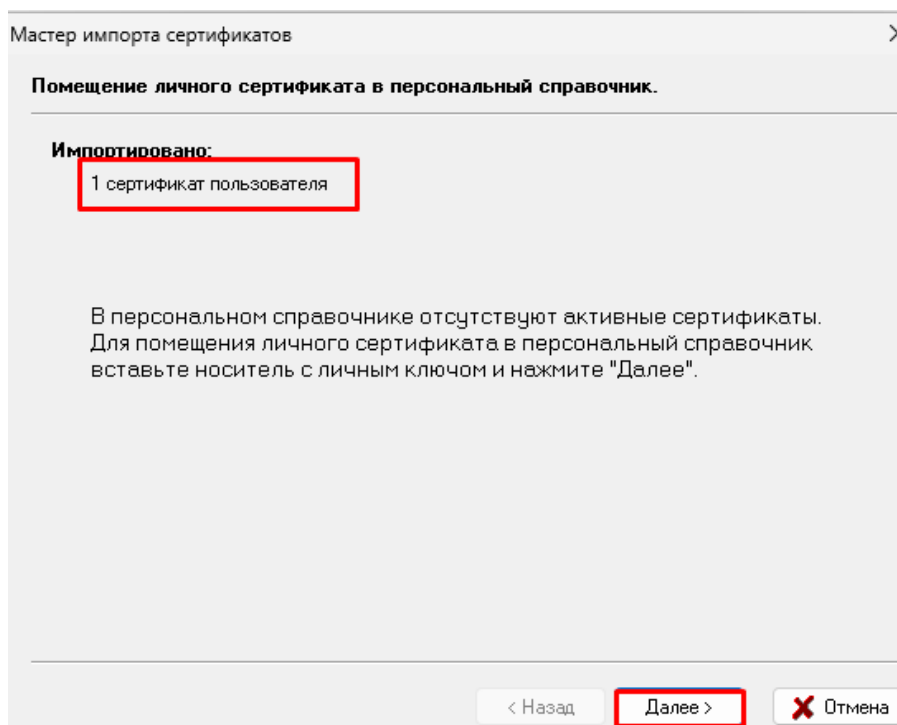 Мастер импорта сертификатов
Помещение личного сертификата в персональный справочник.
Импортировано:
1 сертификат пользователя
В персональном справочнике отсутствуют активные сертификаты.
Для помещения личного сертификата в персональный справочник
вставьте носитель с личным ключом и нажмите "Далее".
< Назад
Далее >
Отмена